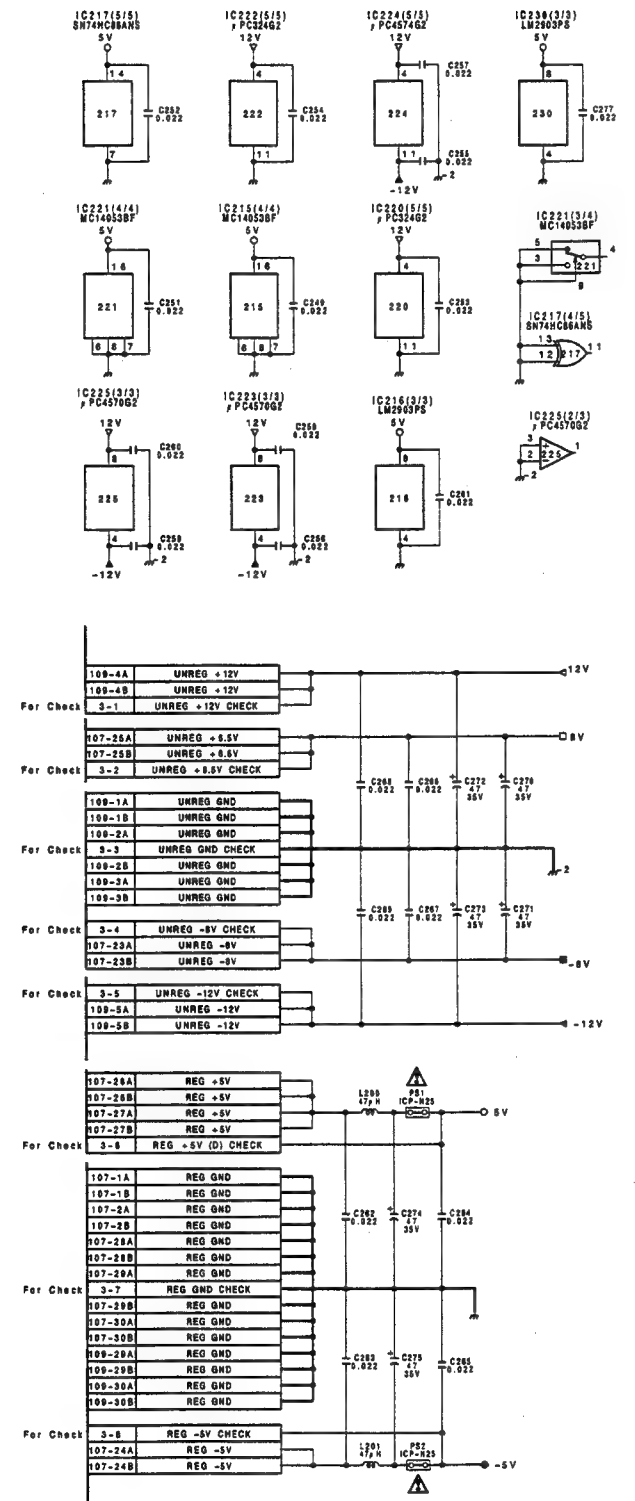 IC217(5/5)
SN74HC86ANS
5V
14
217
7
C252
0.022
IC222(5/5)
μPC324G2
12V
4
222
11
C254
0.022
IC224(5/5)
μPC4574G2
12V
C257
0.022
4
224
11
C255
0.022
2
-12V
IC230(3/3)
LM2903PS
5V
8
230
4
C277
0.022
IC221(4/4)
MC14053BF
5V
16
221
6 8 7
C251
0.022
IC215(4/4)
MC14053BF
5V
16
215
6 8 7
C249
0.022
IC220(5/5)
μPC324G2
12V
4
220
11
C253
0.022
IC221(3/4)
MC14053BF
5
3
4
221
9
IC217(4/5)
SN74HC86ANS
13
12
217
11
IC225(3/3)
μPC4570G2
12V
C260
0.022
8
225
4
C259
0.022
2
-12V
IC223(3/3)
μPC4570G2
12V
C258
0.022
8
223
4
C256
0.022
2
-12V
IC216(3/3)
LM2903PS
5V
8
216
4
C261
0.022
IC225(2/3)
μPC4570G2
3
2
+
-
225
1
2
109-4A UNREG +12V 12V
109-4B UNREG +12V
For Check 3-1 UNREG +12V CHECK
107-25A UNREG +8.5V 8V
107-25B UNREG +8.5V
For Check 3-2 UNREG +8.5V CHECK
C268
0.022
C266
0.022
C272
47
35V
C270
47
35V
109-1A UNREG GND
109-1B UNREG GND
109-2A UNREG GND
For Check 3-3 UNREG GND CHECK
109-2B UNREG GND
109-3A UNREG GND
109-3B UNREG GND
2
C269
0.022
C267
0.022
C273
47
35V
C271
47
35V
3-4 UNREG -8V CHECK
For Check 107-23A UNREG -8V
107-23B UNREG -8V -8V
For Check 3-5 UNREG -12V CHECK
109-5A UNREG -12V
109-5B UNREG -12V -12V
107-26A REG +5V
107-26B REG +5V
107-27A REG +5V
107-27B REG +5V
For Check 3-6 REG +5V (D) CHECK
L200
47μH
PS1
ICP-N25
5V
107-1A REG GND
107-1B REG GND
107-2A REG GND
107-2B REG GND
107-28A REG GND
107-28B REG GND
107-29A REG GND
For Check 3-7 REG GND CHECK
107-29B REG GND
107-30A REG GND
107-30B REG GND
109-29A REG GND
109-29B REG GND
109-30A REG GND
109-30B REG GND
C262
0.022
C274
47
35V
C264
0.022
C263
0.022
C275
47
35V
C265
0.022
For Check 3-8 REG -5V CHECK
107-24A REG -5V
107-24B REG -5V
L201
47μH
PS2
ICP-N25
-5V